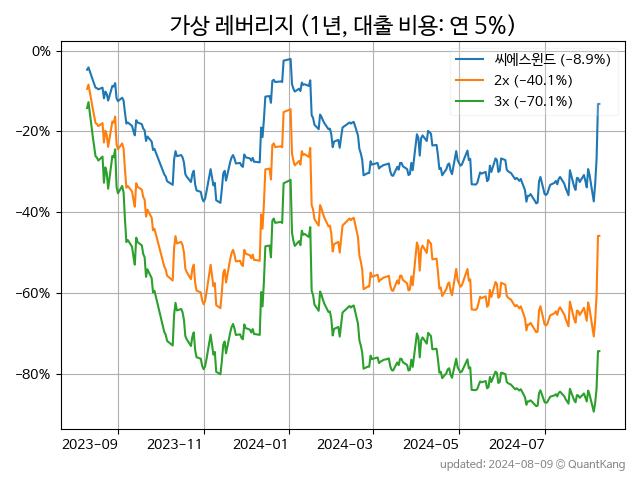 가상 레버리지 (1년, 대출 비용: 연 5%)
씨에스윈드 (−8.9%)
2x (−40.1%)
3x (−70.1%)
0%
−20%
−40%
−60%
−80%
2023-09 2023-11 2024-01 2024-03 2024-05 2024-07
updated: 2024-08-09 © QuantKang